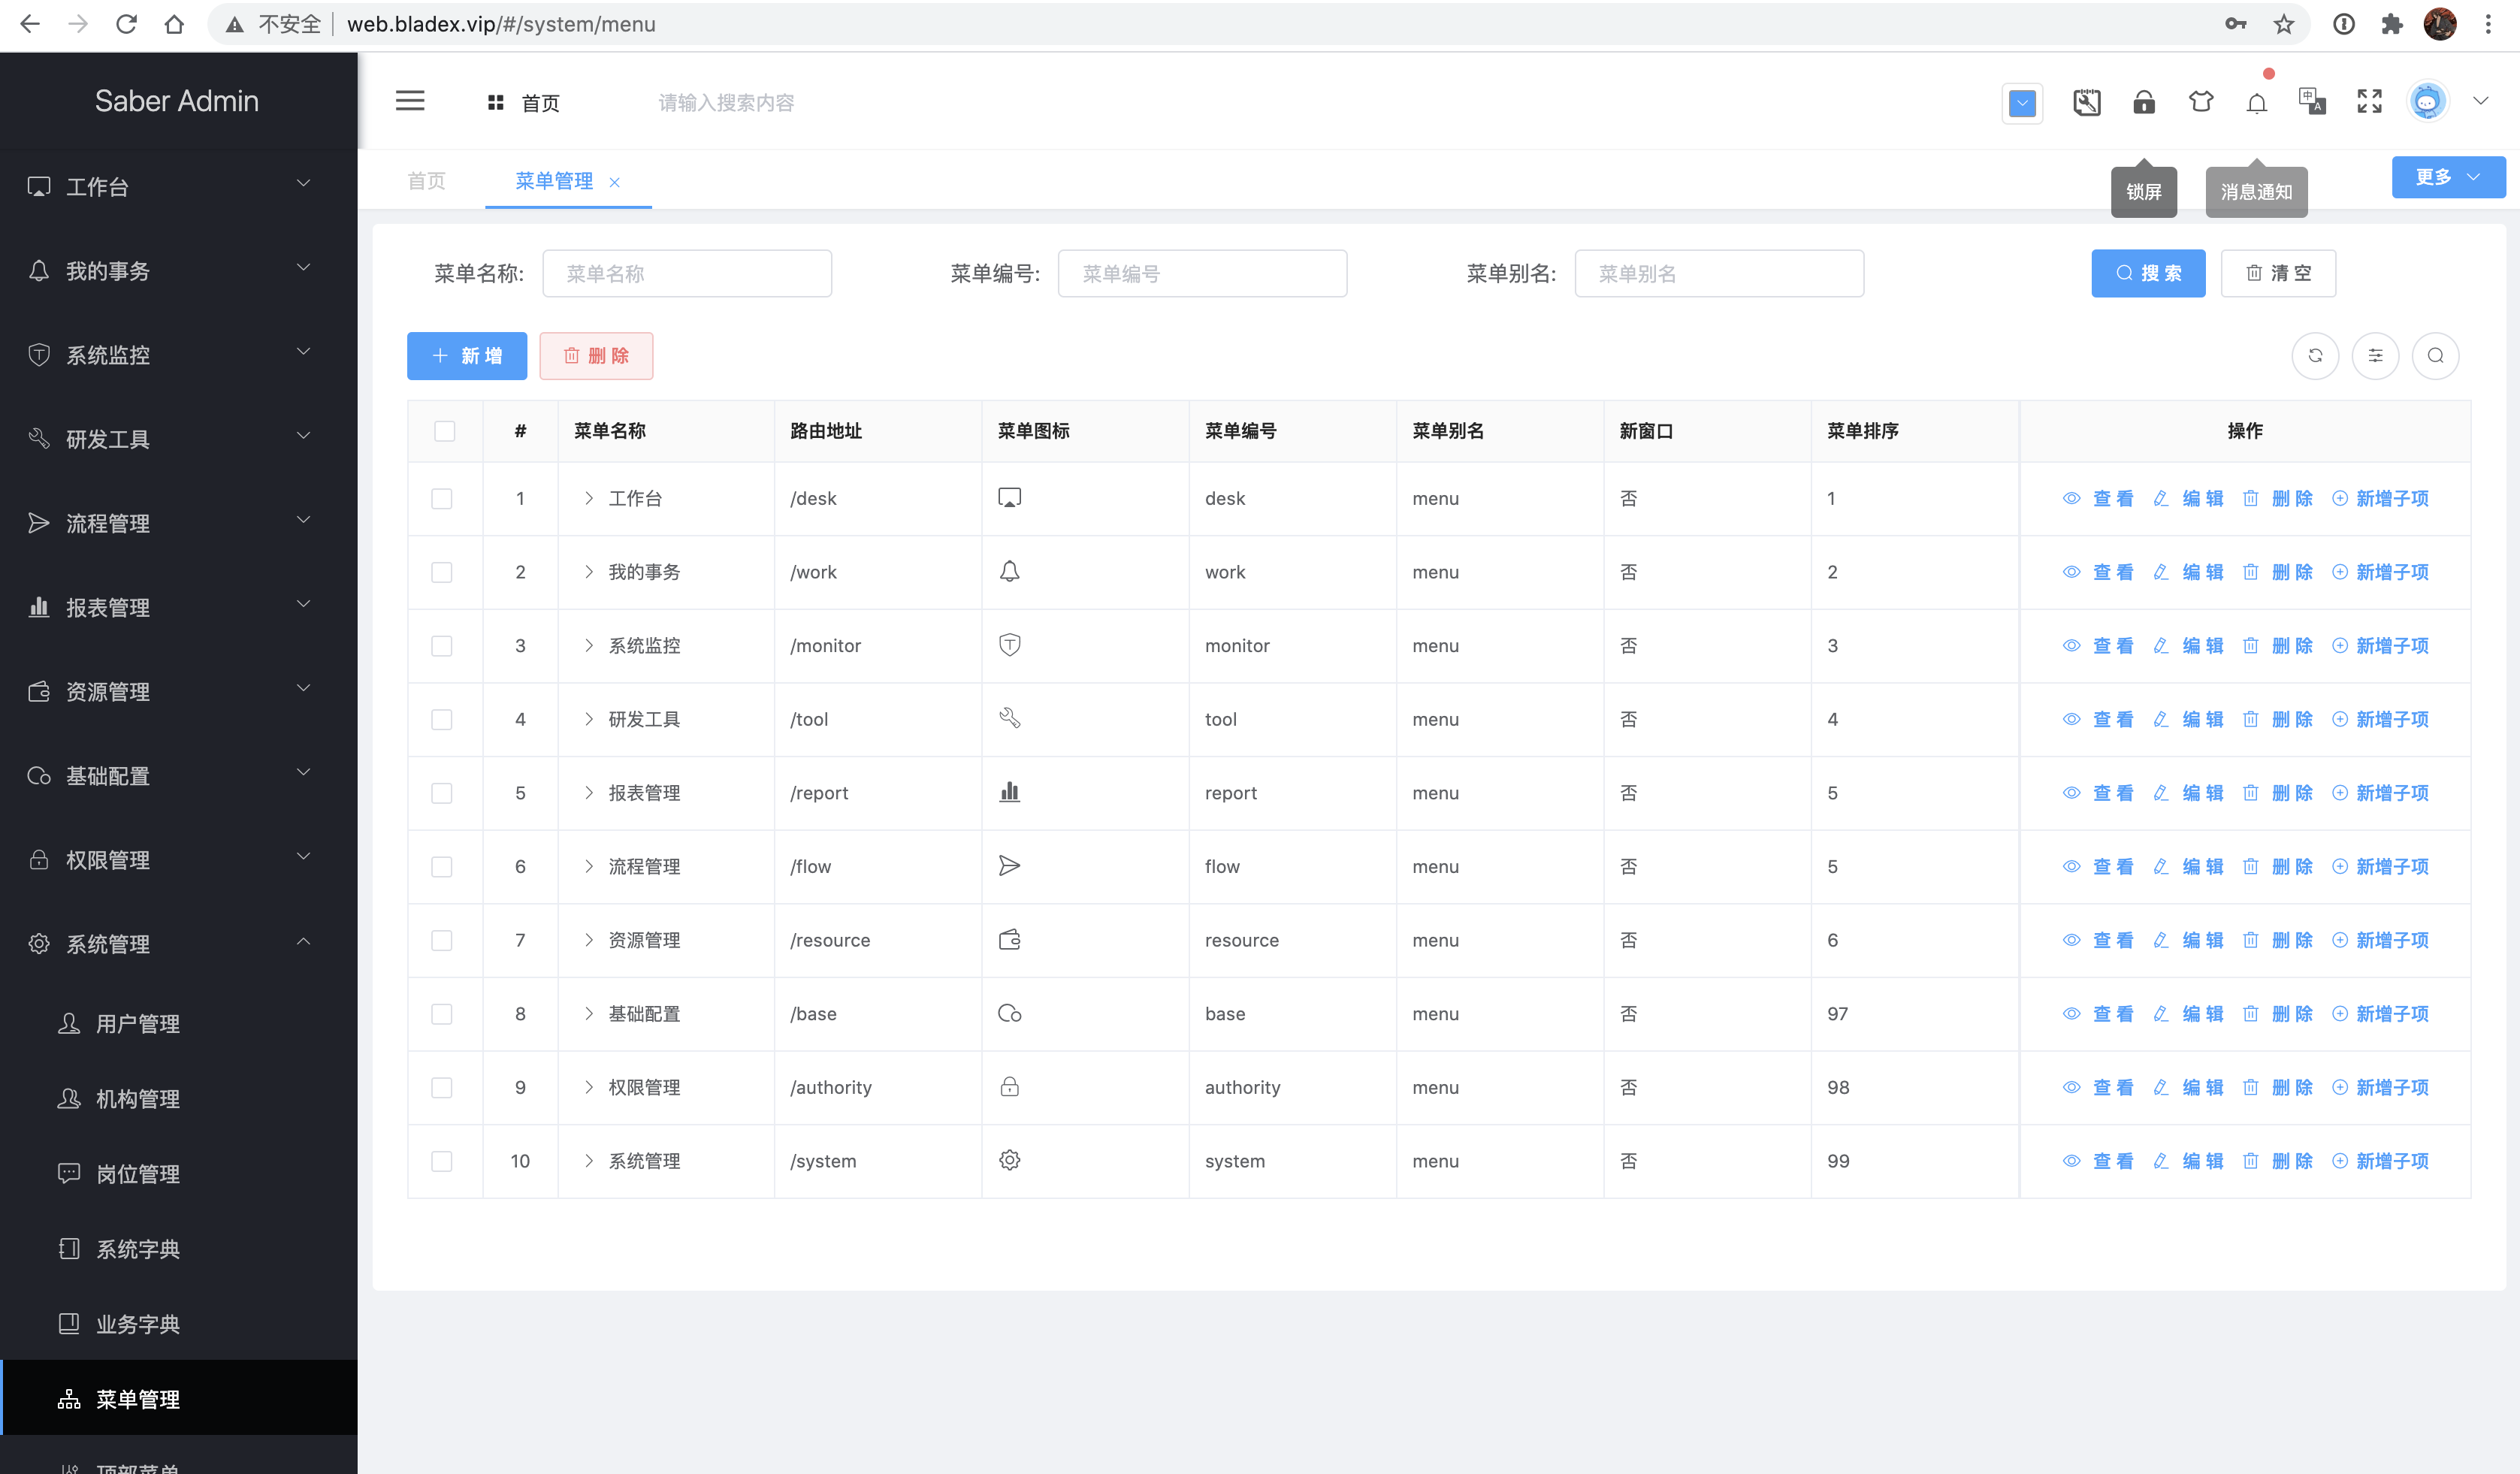 不安全 web.bladex.vip/#/system/menu
Saber Admin
首页 请输入搜索内容
首页 菜单管理
锁屏 消息通知 更多
工作台
我的事务
系统监控
研发工具
流程管理
报表管理
资源管理
基础配置
权限管理
系统管理
用户管理
机构管理
岗位管理
系统字典
业务字典
菜单管理
顶部菜单
菜单名称: 菜单名称 菜单编号: 菜单编号 菜单别名: 菜单别名 搜 索 清 空
新 增 删 除
# 菜单名称 路由地址 菜单图标 菜单编号 菜单别名 新窗口 菜单排序 操作
1 工作台 /desk desk menu 否 1 查 看 编 辑 删 除 新增子项
2 我的事务 /work work menu 否 2 查 看 编 辑 删 除 新增子项
3 系统监控 /monitor monitor menu 否 3 查 看 编 辑 删 除 新增子项
4 研发工具 /tool tool menu 否 4 查 看 编 辑 删 除 新增子项
5 报表管理 /report report menu 否 5 查 看 编 辑 删 除 新增子项
6 流程管理 /flow flow menu 否 5 查 看 编 辑 删 除 新增子项
7 资源管理 /resource resource menu 否 6 查 看 编 辑 删 除 新增子项
8 基础配置 /base base menu 否 97 查 看 编 辑 删 除 新增子项
9 权限管理 /authority authority menu 否 98 查 看 编 辑 删 除 新增子项
10 系统管理 /system system menu 否 99 查 看 编 辑 删 除 新增子项